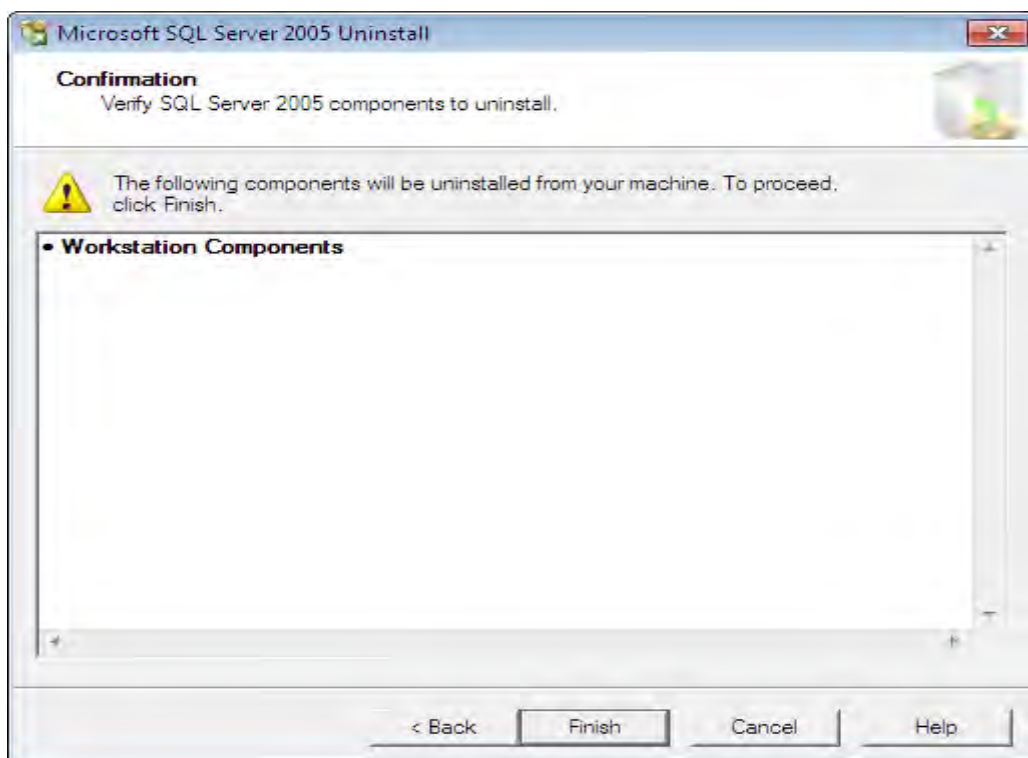 Microsoft SQL Server 2005 Uninstall
Confirmation
Verify SQL Server 2005 components to uninstall.
The following components will be uninstalled from your machine. To proceed,
click Finish.
• Workstation Components
< Back Finish Cancel Help